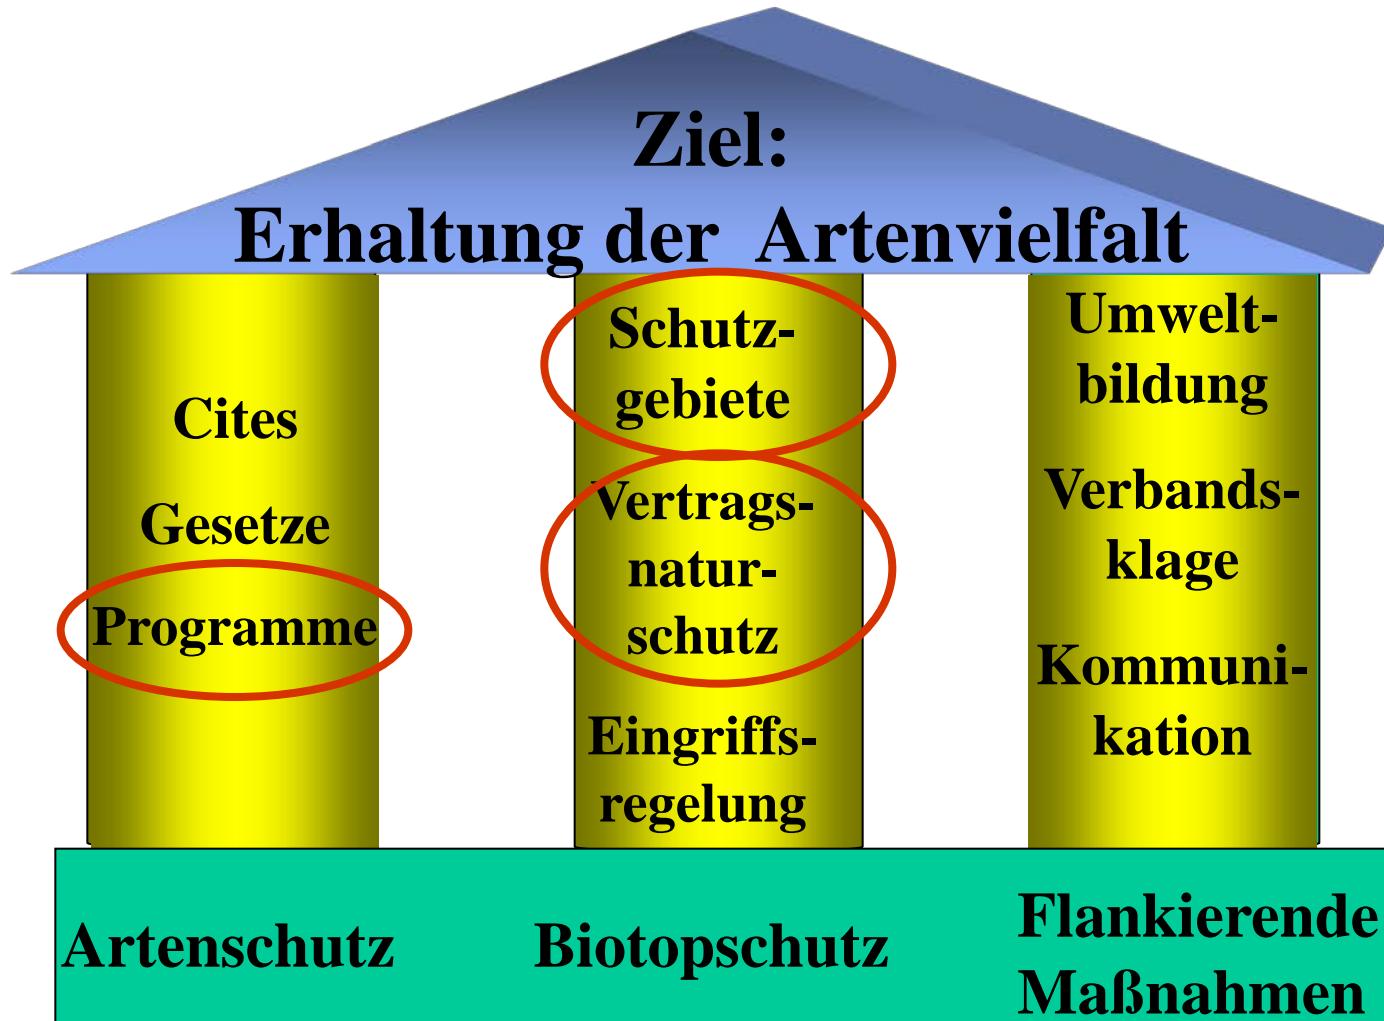 Ziel:
Erhaltung der Artenvielfalt
Cites
Gesetze
Programme
Schutz-
gebiete
Vertrags-
natur-
schutz
Eingriffs-
regelung
Umwelt-
bildung
Verbands-
klage
Kommuni-
kation
Artenschutz
Biotopschutz
Flankierende
Maßnahmen